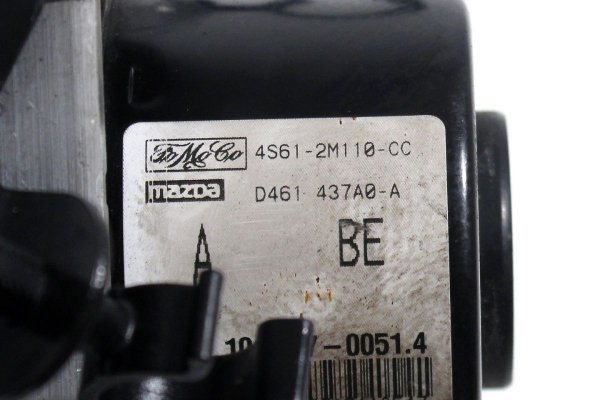 FoMoCo 4S61-2M110-CC
mazda D461 437A0-A
A BE
-0051.4